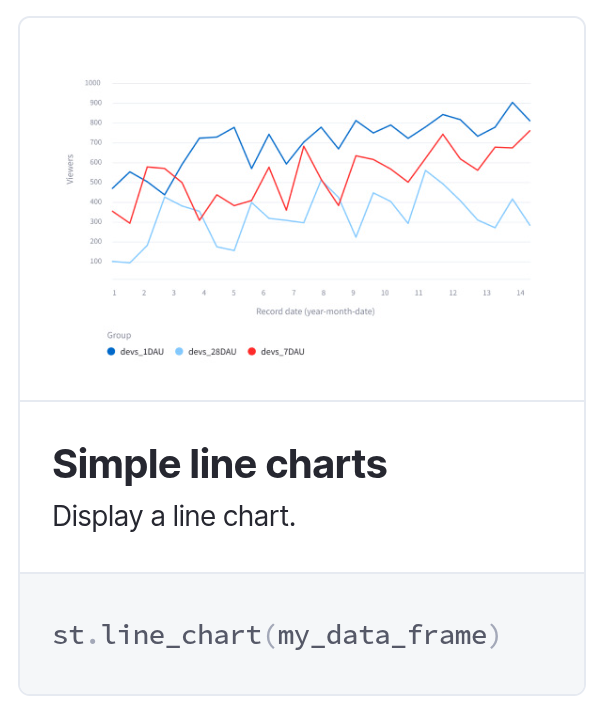 1000
900
800
700
600
500
400
300
200
100
Viewers
1 2 3 4 5 6 7 8 9 10 11 12 13 14
Record date (year-month-date)
Group
devs_1DAU devs_28DAU devs_7DAU
Simple line charts
Display a line chart.
st.line_chart(my_data_frame)